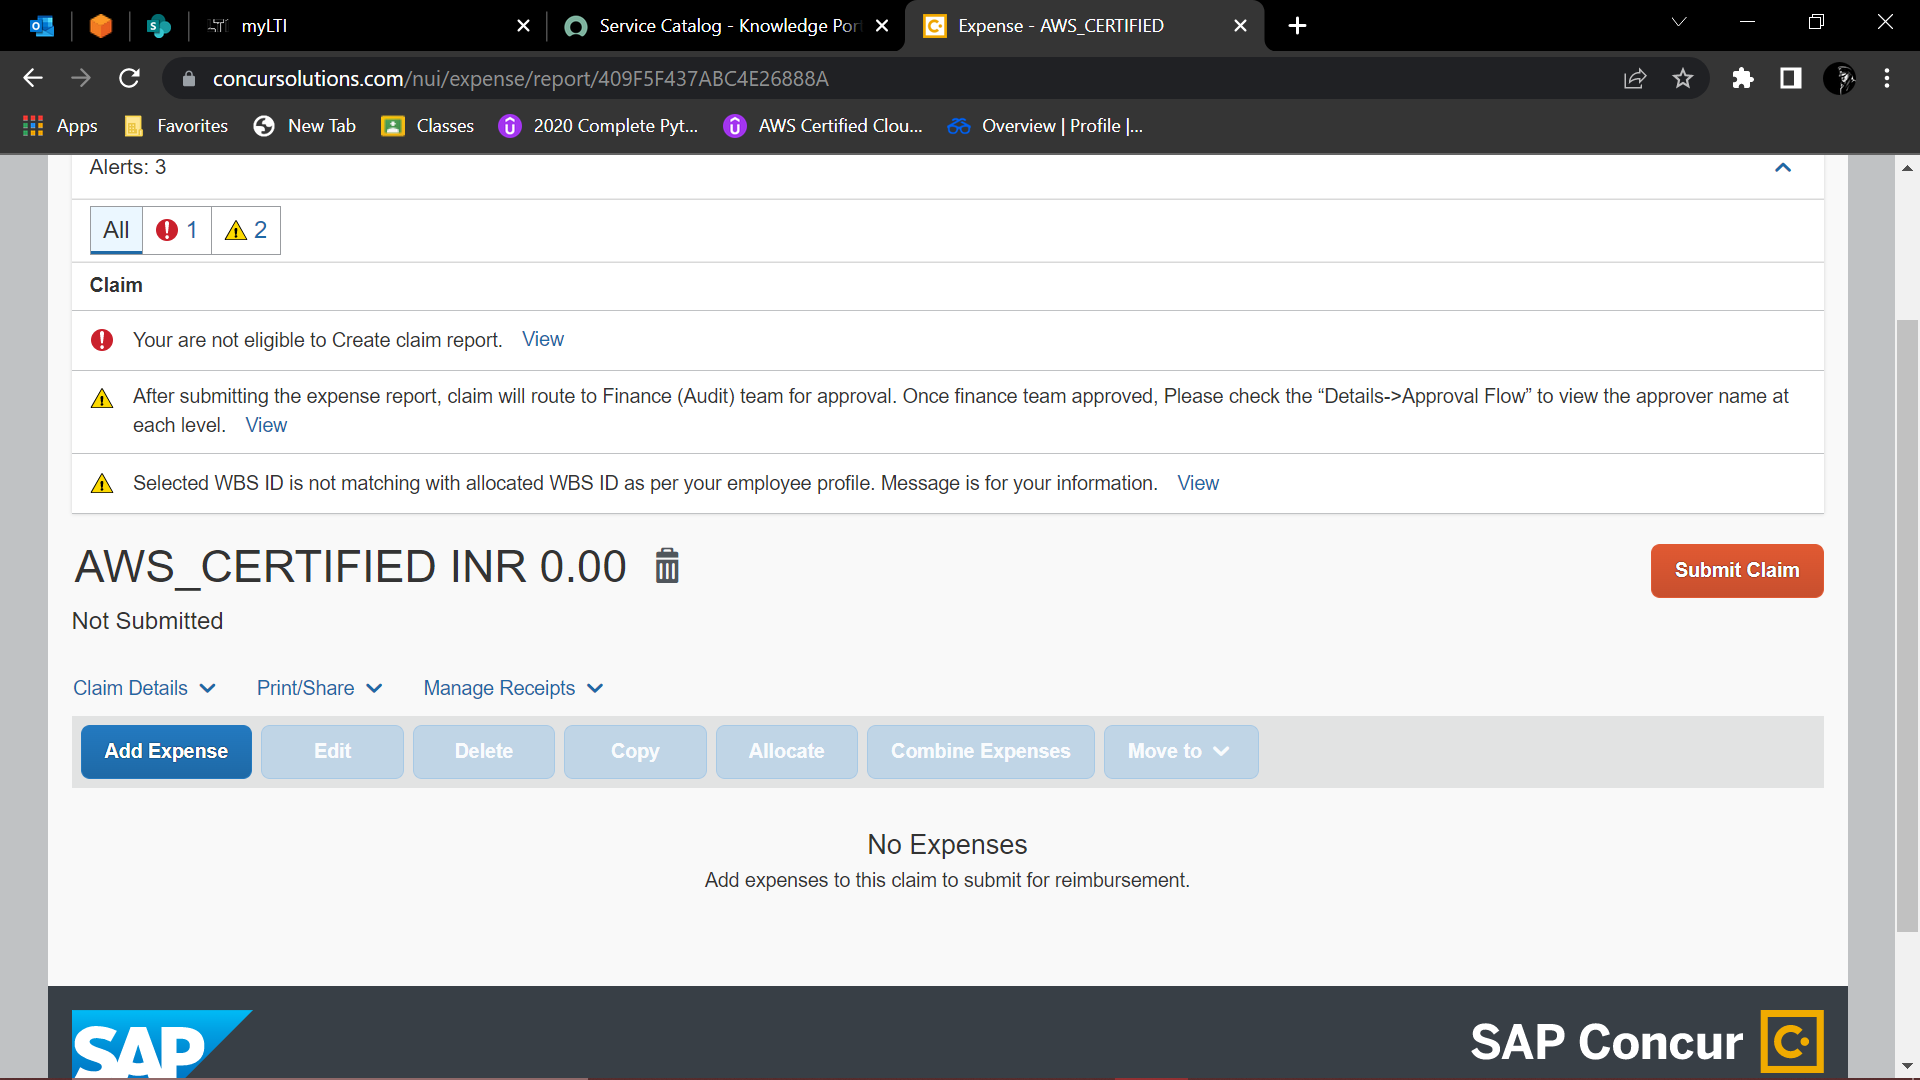 myLTI
Service Catalog - Knowledge Por
Expense - AWS_CERTIFIED
concursolutions.com/nui/expense/report/409F5F437ABC4E26888A
Apps
Favorites
New Tab
Classes
2020 Complete Pyt...
AWS Certified Clou...
Overview | Profile |...
Alerts: 3
All
1
2
Claim
Your are not eligible to Create claim report. View
After submitting the expense report, claim will route to Finance (Audit) team for approval. Once finance team approved, Please check the “Details->Approval Flow” to view the approver name at
each level. View
Selected WBS ID is not matching with allocated WBS ID as per your employee profile. Message is for your information. View
AWS_CERTIFIED INR 0.00
Submit Claim
Not Submitted
Claim Details
Print/Share
Manage Receipts
Add Expense
Edit
Delete
Copy
Allocate
Combine Expenses
Move to
No Expenses
Add expenses to this claim to submit for reimbursement.
SAP
SAP Concur